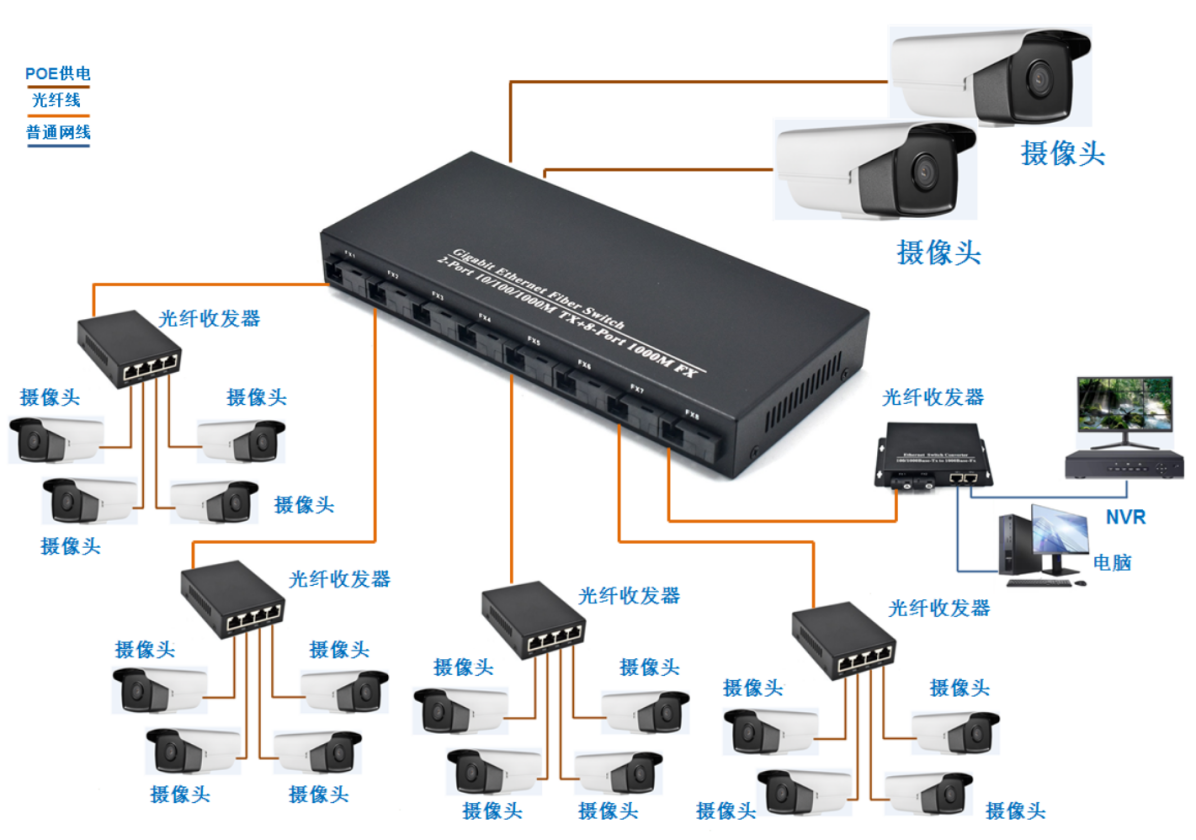 POE供电
光纤线
普通网线
摄像头
摄像头
Gigabit Ethernet Fiber Switch
2-Port 10/100/1000M TX+8-Port 1000M FX
FX1
FX2
FX3
FX4
FX5
FX6
FX7
FX8
光纤收发器
摄像头
摄像头
摄像头
摄像头
光纤收发器
Ethernet Switch Converter
NVR
电脑
光纤收发器
摄像头
摄像头
摄像头
摄像头
光纤收发器
摄像头
摄像头
摄像头
摄像头
光纤收发器
摄像头
摄像头
摄像头
摄像头